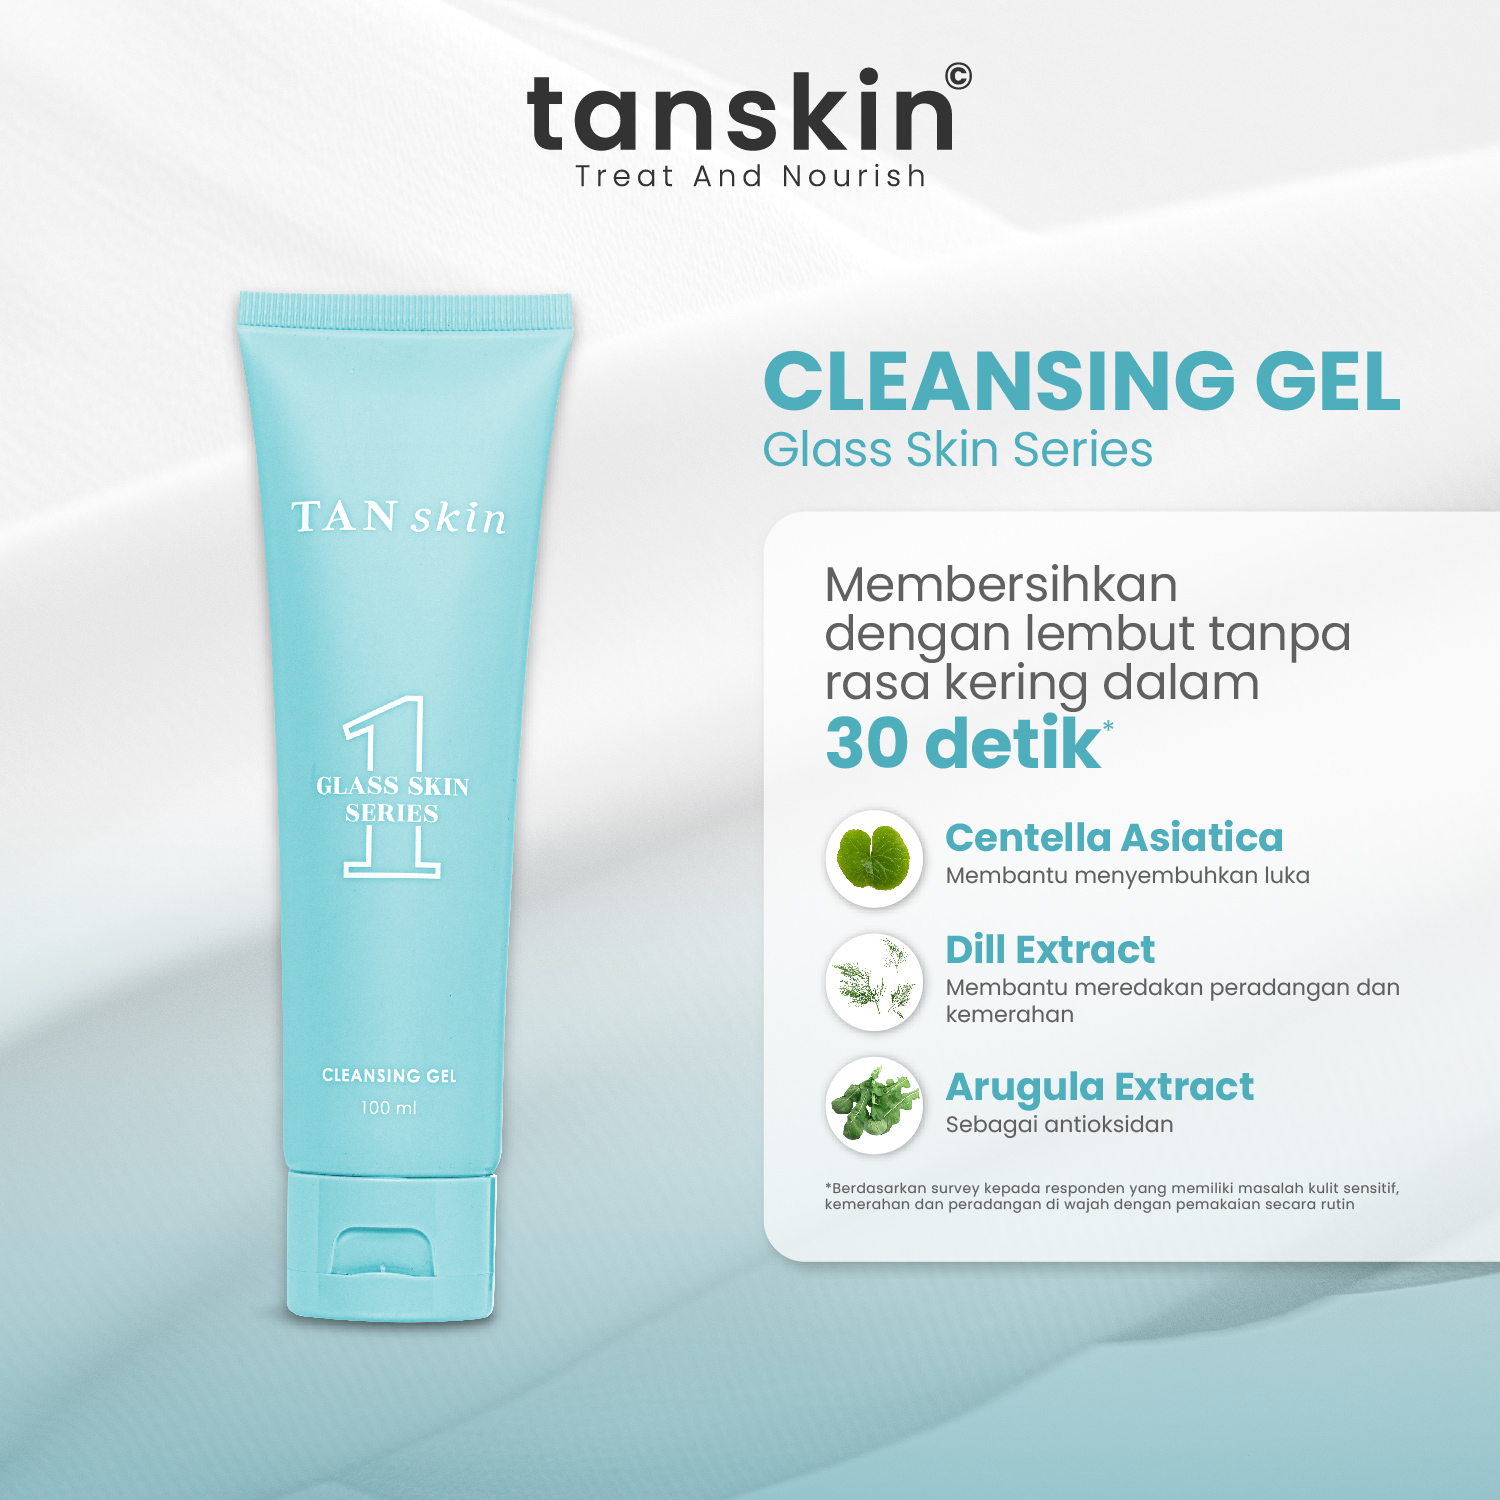 tanskin©
Treat And Nourish
TAN skin
1
GLASS SKIN
SERIES
CLEANSING GEL
100 ml
CLEANSING GEL
Glass Skin Series
Membersihkan
dengan lembut tanpa
rasa kering dalam
30 detik*
Centella Asiatica
Membantu menyembuhkan luka
Dill Extract
Membantu meredakan peradangan dan
kemerahan
Arugula Extract
Sebagai antioksidan
*Berdasarkan survey kepada responden yang memiliki masalah kulit sensitif,
kemerahan dan peradangan di wajah dengan pemakaian secara rutin